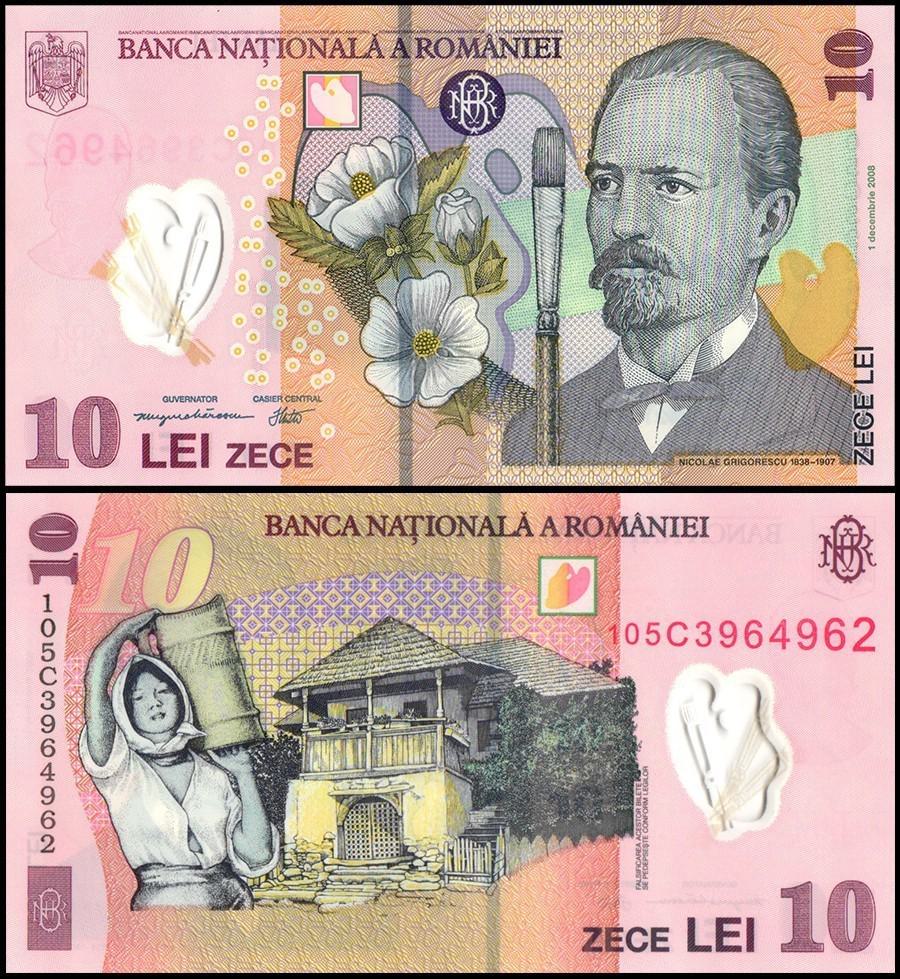 BANCA NAȚIONALĂ A ROMÂNIEI
10
1 decembrie 2008
GUVERNATOR
CASIER CENTRAL
10 LEI ZECE
NICOLAE GRIGORESCU 1838–1907
ZECE LEI
10
10
BANCA NAȚIONALĂ A ROMÂNIEI
105C3964962
105C3964962
FALSIFICAREA ACESTOR BILETE
SE PEDEPSEȘTE CONFORM LEGILOR
ZECE LEI 10